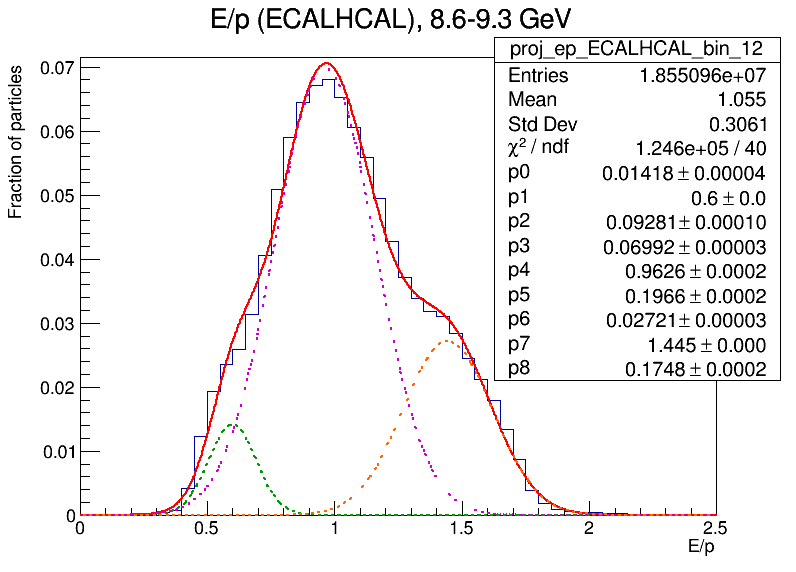 E/p (ECALHCAL), 8.6-9.3 GeV
proj_ep_ECALHCAL_bin_12
Entries 1.855096e+07
Mean 1.055
Std Dev 0.3061
χ² / ndf 1.246e+05 / 40
p0 0.01418 ± 0.00004
p1 0.6 ± 0.0
p2 0.09281 ± 0.00010
p3 0.06992 ± 0.00003
p4 0.9626 ± 0.0002
p5 0.1966 ± 0.0002
p6 0.02721 ± 0.00003
p7 1.445 ± 0.000
p8 0.1748 ± 0.0002
Fraction of particles
0.07
0.06
0.05
0.04
0.03
0.02
0.01
0
0 0.5 1 1.5 2 2.5
E/p